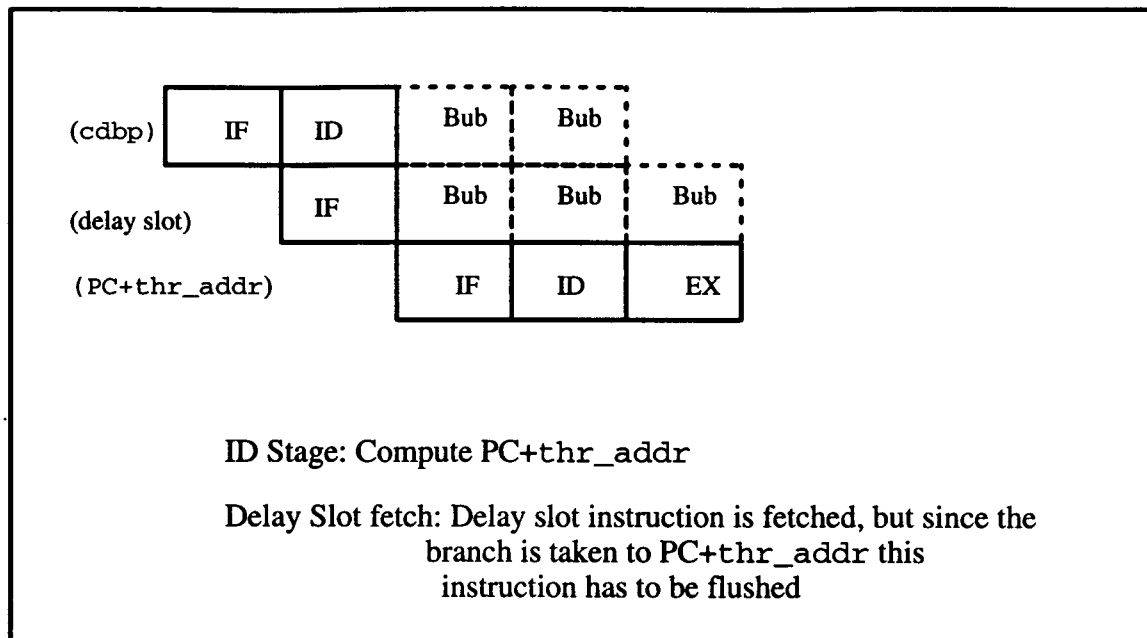 (cdbp) IF ID Bub Bub
(delay slot) IF Bub Bub Bub
(PC+thr_addr) IF ID EX
ID Stage: Compute PC+thr_addr
Delay Slot fetch: Delay slot instruction is fetched, but since the
branch is taken to PC+thr_addr this
instruction has to be flushed